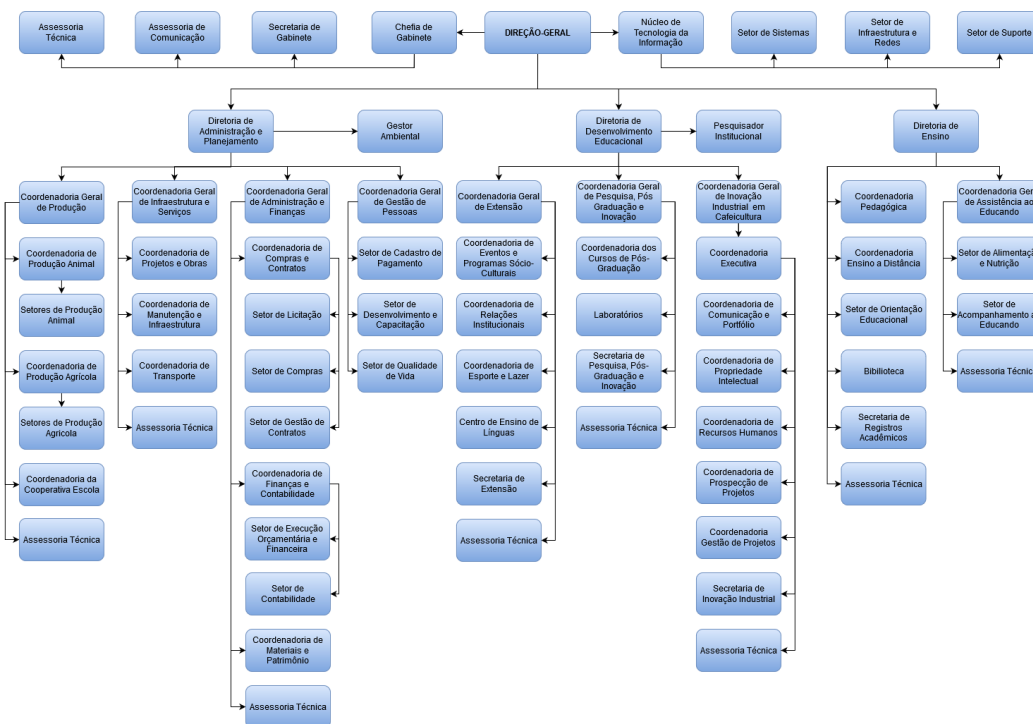 Assessoria
Técnica
Assessoria de
Comunicação
Secretaria de
Gabinete
Chefia de
Gabinete
DIREÇÃO-GERAL
Núcleo de
Tecnologia da
Informação
Setor de Sistemas
Setor de
Infraestrutura e
Redes
Setor de Suporte
Diretoria de
Administração e
Planejamento
Gestor
Ambiental
Diretoria de
Desenvolvimento
Educacional
Pesquisador
Institucional
Diretoria de
Ensino
Coordenadoria Geral
de Produção
Coordenadoria de
Produção Animal
Setores de Produção
Animal
Coordenadoria de
Produção Agrícola
Setores de Produção
Agricola
Coordenadoria da
Cooperativa Escola
Assessoria Técnica
Coordenadoria Geral
de Infraestrutura e
Serviços
Coordenadoria de
Projetos e Obras
Coordenadoria de
Manutenção e
Infraestrutura
Coordenadoria de
Transporte
Assessoria Técnica
Coordenadoria Geral
de Administração e
Finanças
Coordenadoria de
Compras e
Contratos
Setor de Licitação
Setor de Compras
Setor de Gestão de
Contratos
Coordenadoria de
Finanças e
Contabilidade
Setor de Execução
Orçamentária e
Financeira
Setor de
Contabilidade
Coordenadoria de
Materiais e
Patrimônio
Assessoria Técnica
Coordenadoria Geral
de Gestão de
Pessoas
Setor de Cadastro de
Pagamento
Setor de
Desenvolvimento e
Capacitação
Setor de Qualidade
de Vida
Coordenadoria Geral
de Extensão
Coordenadoria de
Eventos e
Programas Sócio-
Culturais
Coordenadoria de
Relações
Institucionais
Coordenadoria de
Esporte e Lazer
Centro de Ensino de
Línguas
Secretaria de
Extensão
Assessoria Técnica
Coordenadoria Geral
de Pesquisa, Pós
Graduação e
Inovação
Coordenadoria dos
Cursos de Pós-
Graduação
Laboratórios
Secretaria de
Pesquisa, Pós-
Graduação e
Inovação
Assessoria Técnica
Coordenadoria Geral
de Inovação
Industrial em
Cafeicultura
Coordenadoria
Executiva
Coordenadoria de
Comunicação e
Portfólio
Coordenadoria de
Propriedade
Intelectual
Coordenadoria de
Recursos Humanos
Coordenadoria de
Prospecção de
Projetos
Coordenadoria
Gestão de Projetos
Secretaria de
Inovação Industrial
Assessoria Técnica
Coordenadoria
Pedagógica
Coordenadoria
Ensino a Distância
Setor de Orientação
Educacional
Bibilioteca
Secretaria de
Registros
Acadêmicos
Assessoria Técnica
Coordenadoria Geral
de Assistência ao
Educando
Setor de Alimentação
e Nutrição
Setor de
Acompanhamento a
Educando
Assessoria Técnica